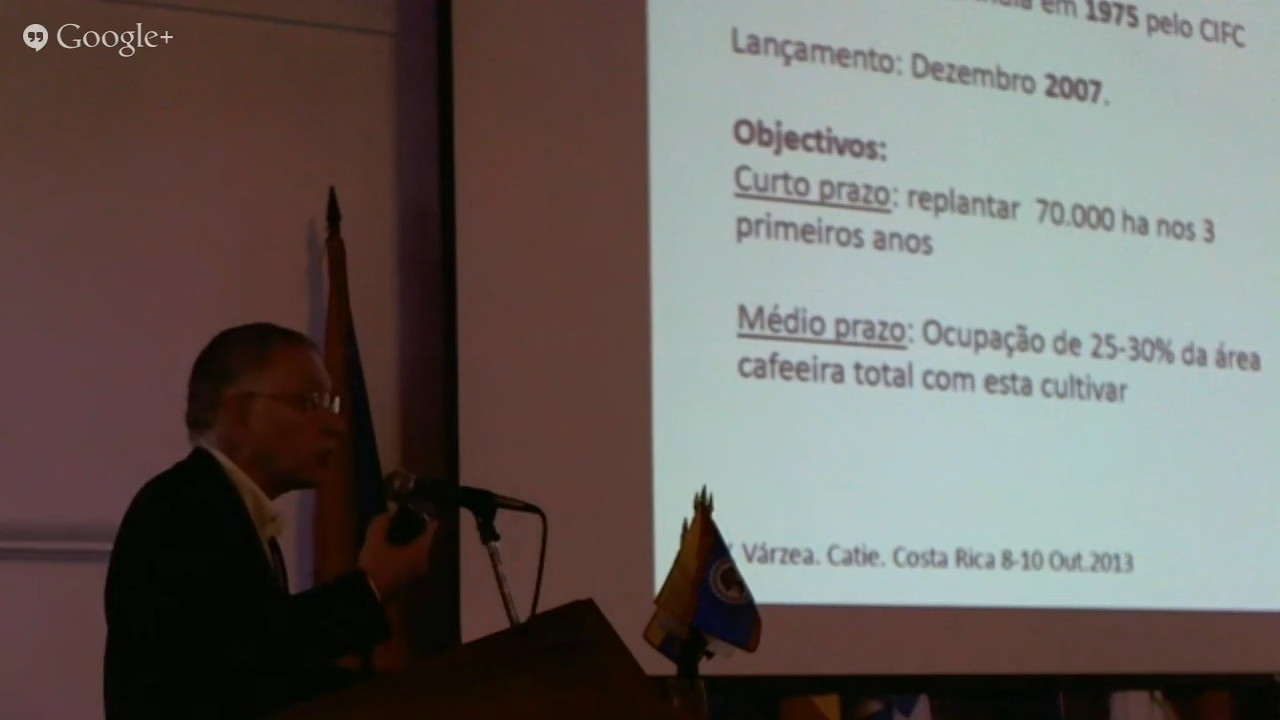 Google+
em 1975 pelo CIFC
Lançamento: Dezembro 2007.
Objectivos:
Curto prazo: replantar 70.000 ha nos 3
primeiros anos
Médio prazo: Ocupação de 25-30% da área
cafeeira total com esta cultivar
Várzea. Catie. Costa Rica 8-10 Out.2013